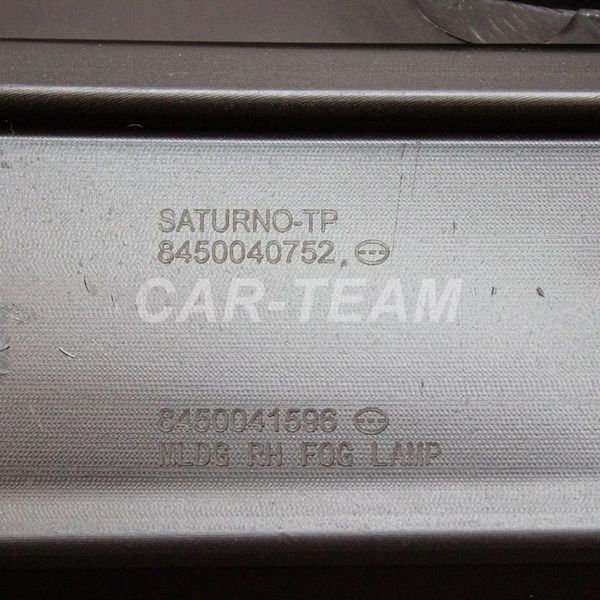 SATURNO-TP
8450040752
CAR-TEAM
8450041596
MLDG RH FOG LAMP